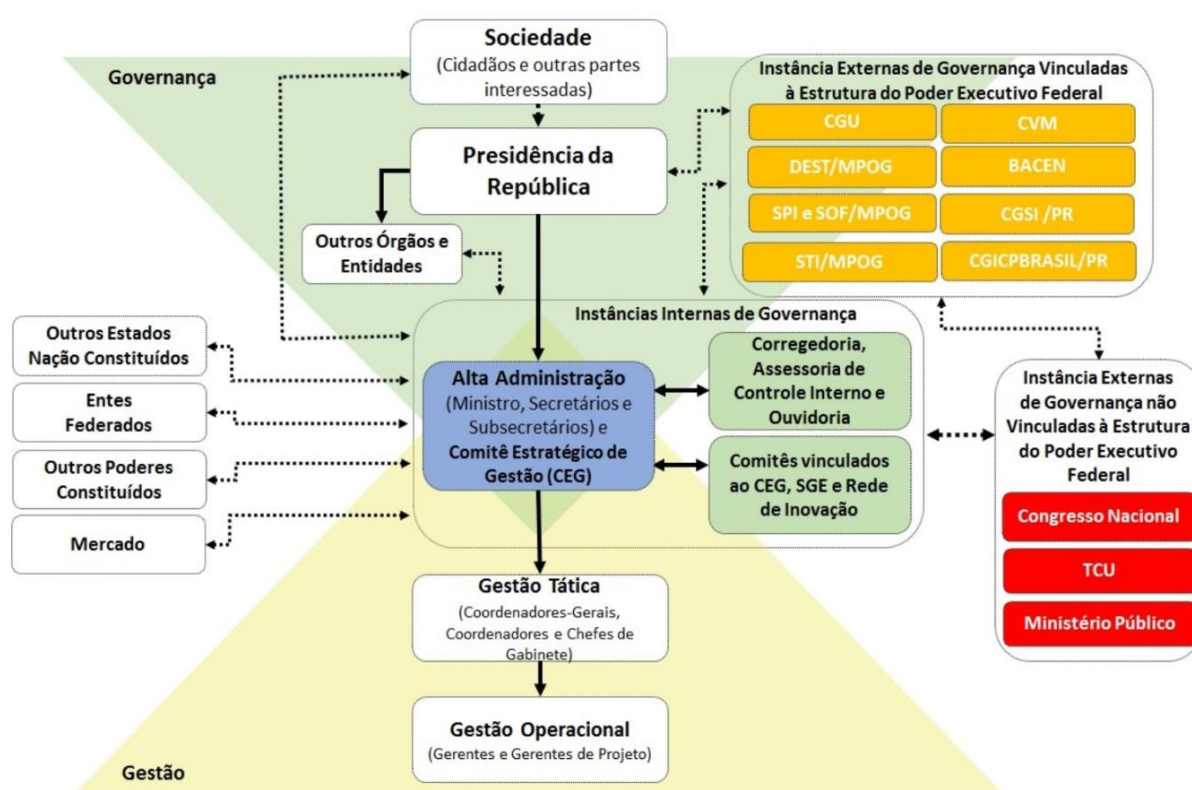 Governança
Sociedade
(Cidadãos e outras partes
interessadas)
Presidência da
República
Outros Órgãos e
Entidades
Instância Externas de Governança Vinculadas
à Estrutura do Poder Executivo Federal
CGU
CVM
DEST/MPOG
BACEN
SPI e SOF/MPOG
CGSI /PR
STI/MPOG
CGICPBRASIL/PR
Outros Estados
Nação Constituídos
Entes
Federados
Outros Poderes
Constituídos
Mercado
Instâncias Internas de Governança
Alta Administração
(Ministro, Secretários e
Subsecretários) e
Comitê Estratégico de
Gestão (CEG)
Corregedoria,
Assessoria de
Controle Interno e
Ouvidoria
Comitês vinculados
ao CEG, SGE e Rede
de Inovação
Instância Externas
de Governança não
Vinculadas à Estrutura
do Poder Executivo
Federal
Congresso Nacional
TCU
Ministério Público
Gestão Tática
(Coordenadores-Gerais,
Coordenadores e Chefes de
Gabinete)
Gestão Operacional
(Gerentes e Gerentes de Projeto)
Gestão